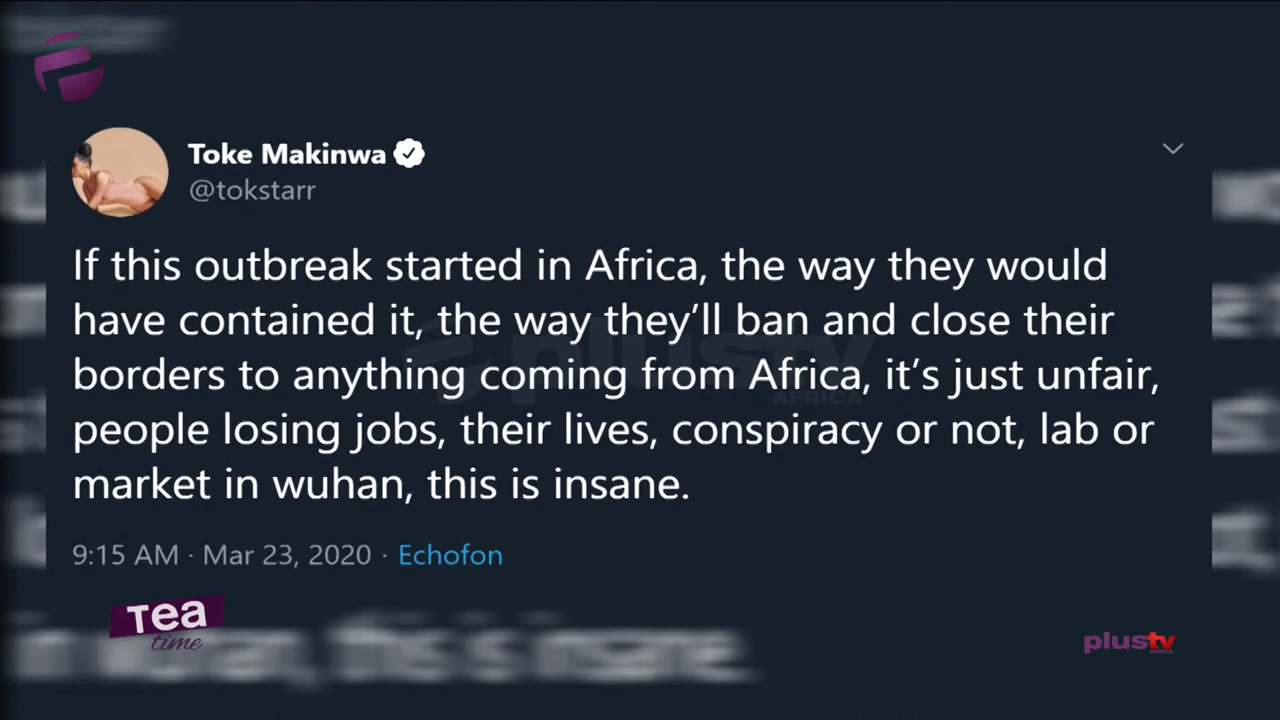 Toke Makinwa
@tokstarr
If this outbreak started in Africa, the way they would
have contained it, the way they’ll ban and close their
borders to anything coming from Africa, it’s just unfair,
people losing jobs, their lives, conspiracy or not, lab or
market in wuhan, this is insane.
9:15 AM · Mar 23, 2020 · Echofon
Tea
time
plustv
AFRICA
plustv
AFRICA